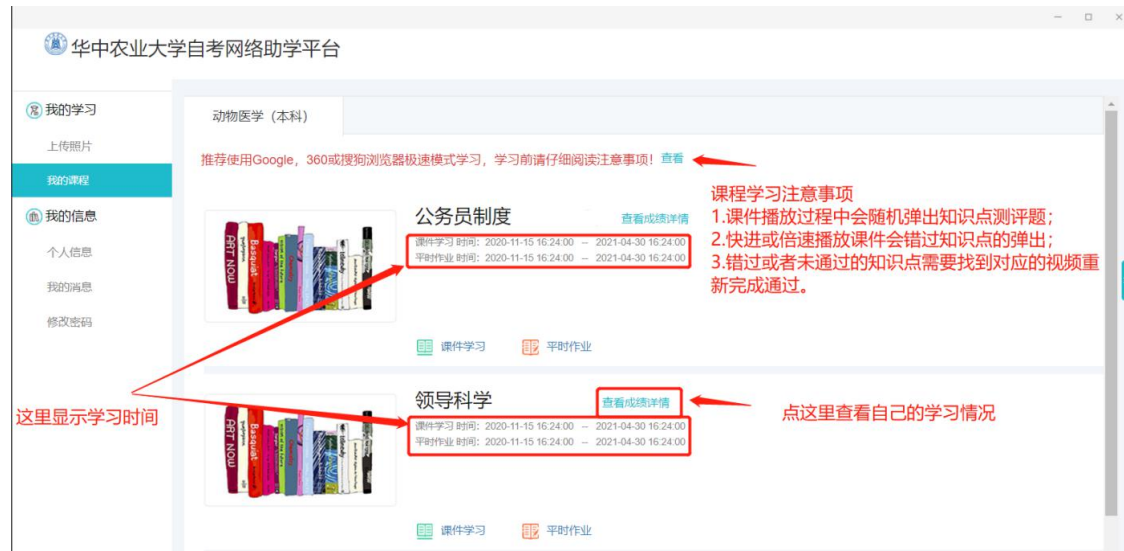 华中农业大学自考网络助学平台
我的学习
上传照片
我的课程
我的信息
个人信息
我的消息
修改密码
动物医学（本科）
推荐使用Google，360或搜狗浏览器极速模式学习，学习前请仔细阅读注意事项！ 查看
课程学习注意事项
1.课件播放过程中会随机弹出知识点测评题；
2.快进或倍速播放课件会错过知识点的弹出；
3.错过或者未通过的知识点需要找到对应的视频重
新完成通过。
公务员制度
查看成绩详情
课件学习 时间：2020-11-15 16:24:00 -- 2021-04-30 16:24:00
平时作业 时间：2020-11-15 16:24:00 -- 2021-04-30 16:24:00
ART NOW
Basquiat
课件学习
平时作业
这里显示学习时间
领导科学
查看成绩详情
点这里查看自己的学习情况
课件学习 时间：2020-11-15 16:24:00 -- 2021-04-30 16:24:00
平时作业 时间：2020-11-15 16:24:00 -- 2021-04-30 16:24:00
ART NOW
Basquiat
课件学习
平时作业